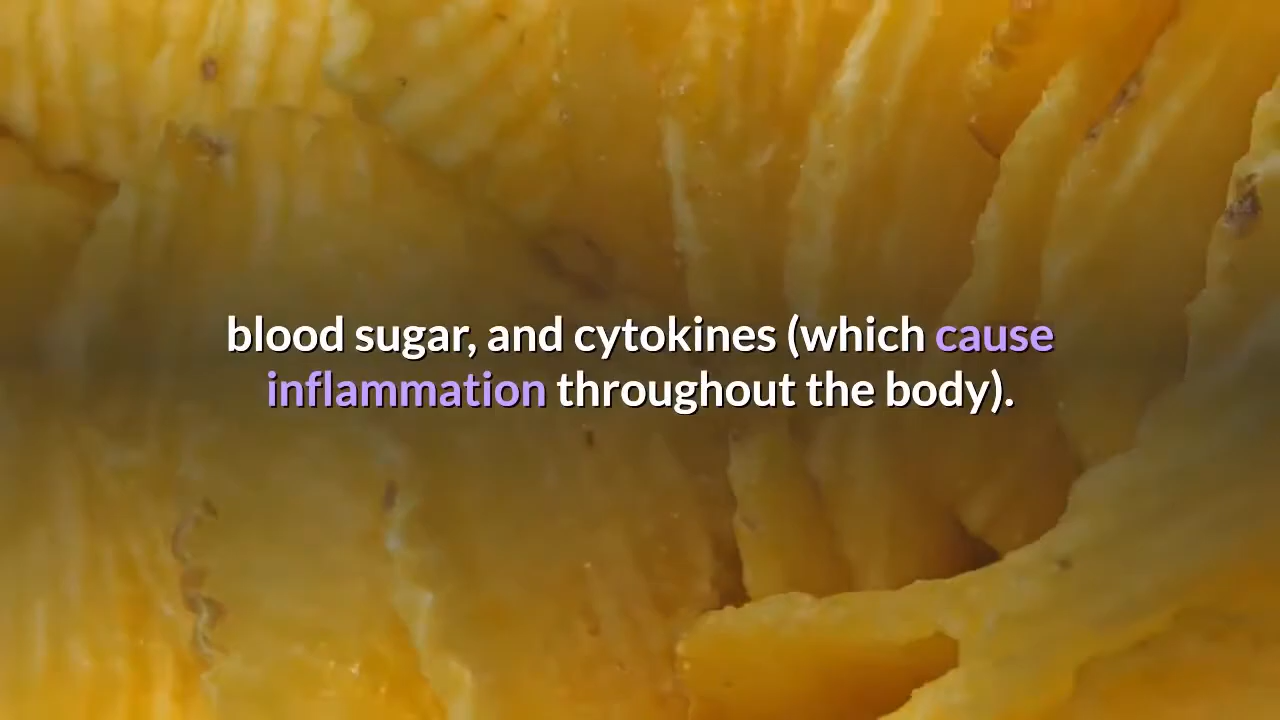 blood sugar, and cytokines (which cause
inflammation throughout the body).